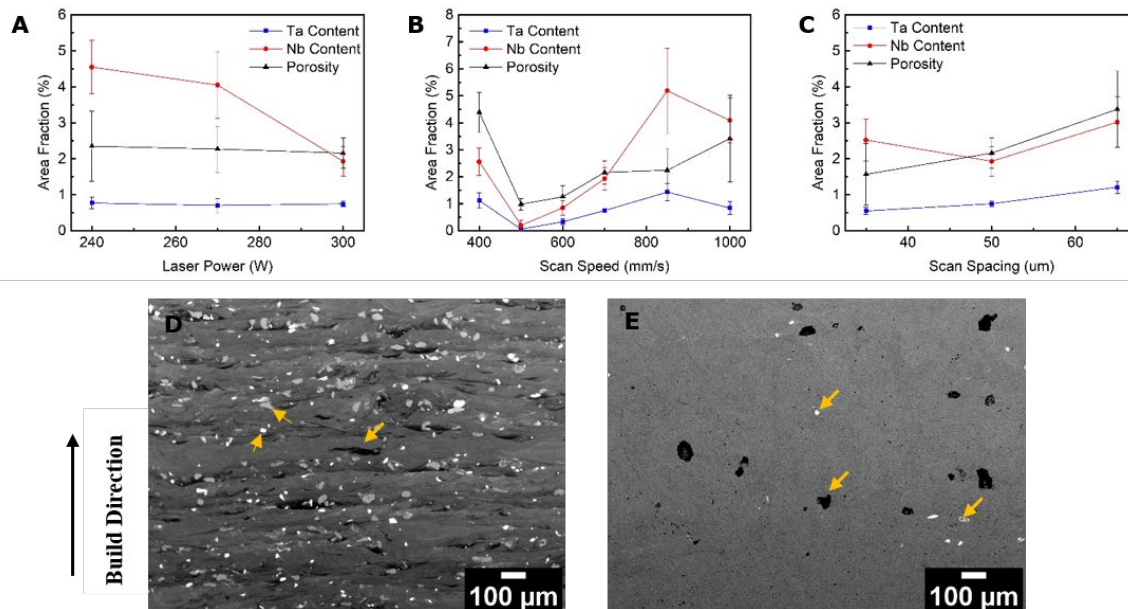 A
Ta Content
Nb Content
Porosity
Area Fraction (%)
6
5
4
3
2
1
0
240
260
280
300
Laser Power (W)
B
Ta Content
Nb Content
Porosity
Area Fraction (%)
8
7
6
5
4
3
2
1
0
400
500
600
700
800
900
1000
Scan Speed (mm/s)
C
Ta Content
Nb Content
Porosity
Area Fraction (%)
6
5
4
3
2
1
0
40
50
60
Scan Spacing (um)
Build Direction
D
100 µm
E
100 µm